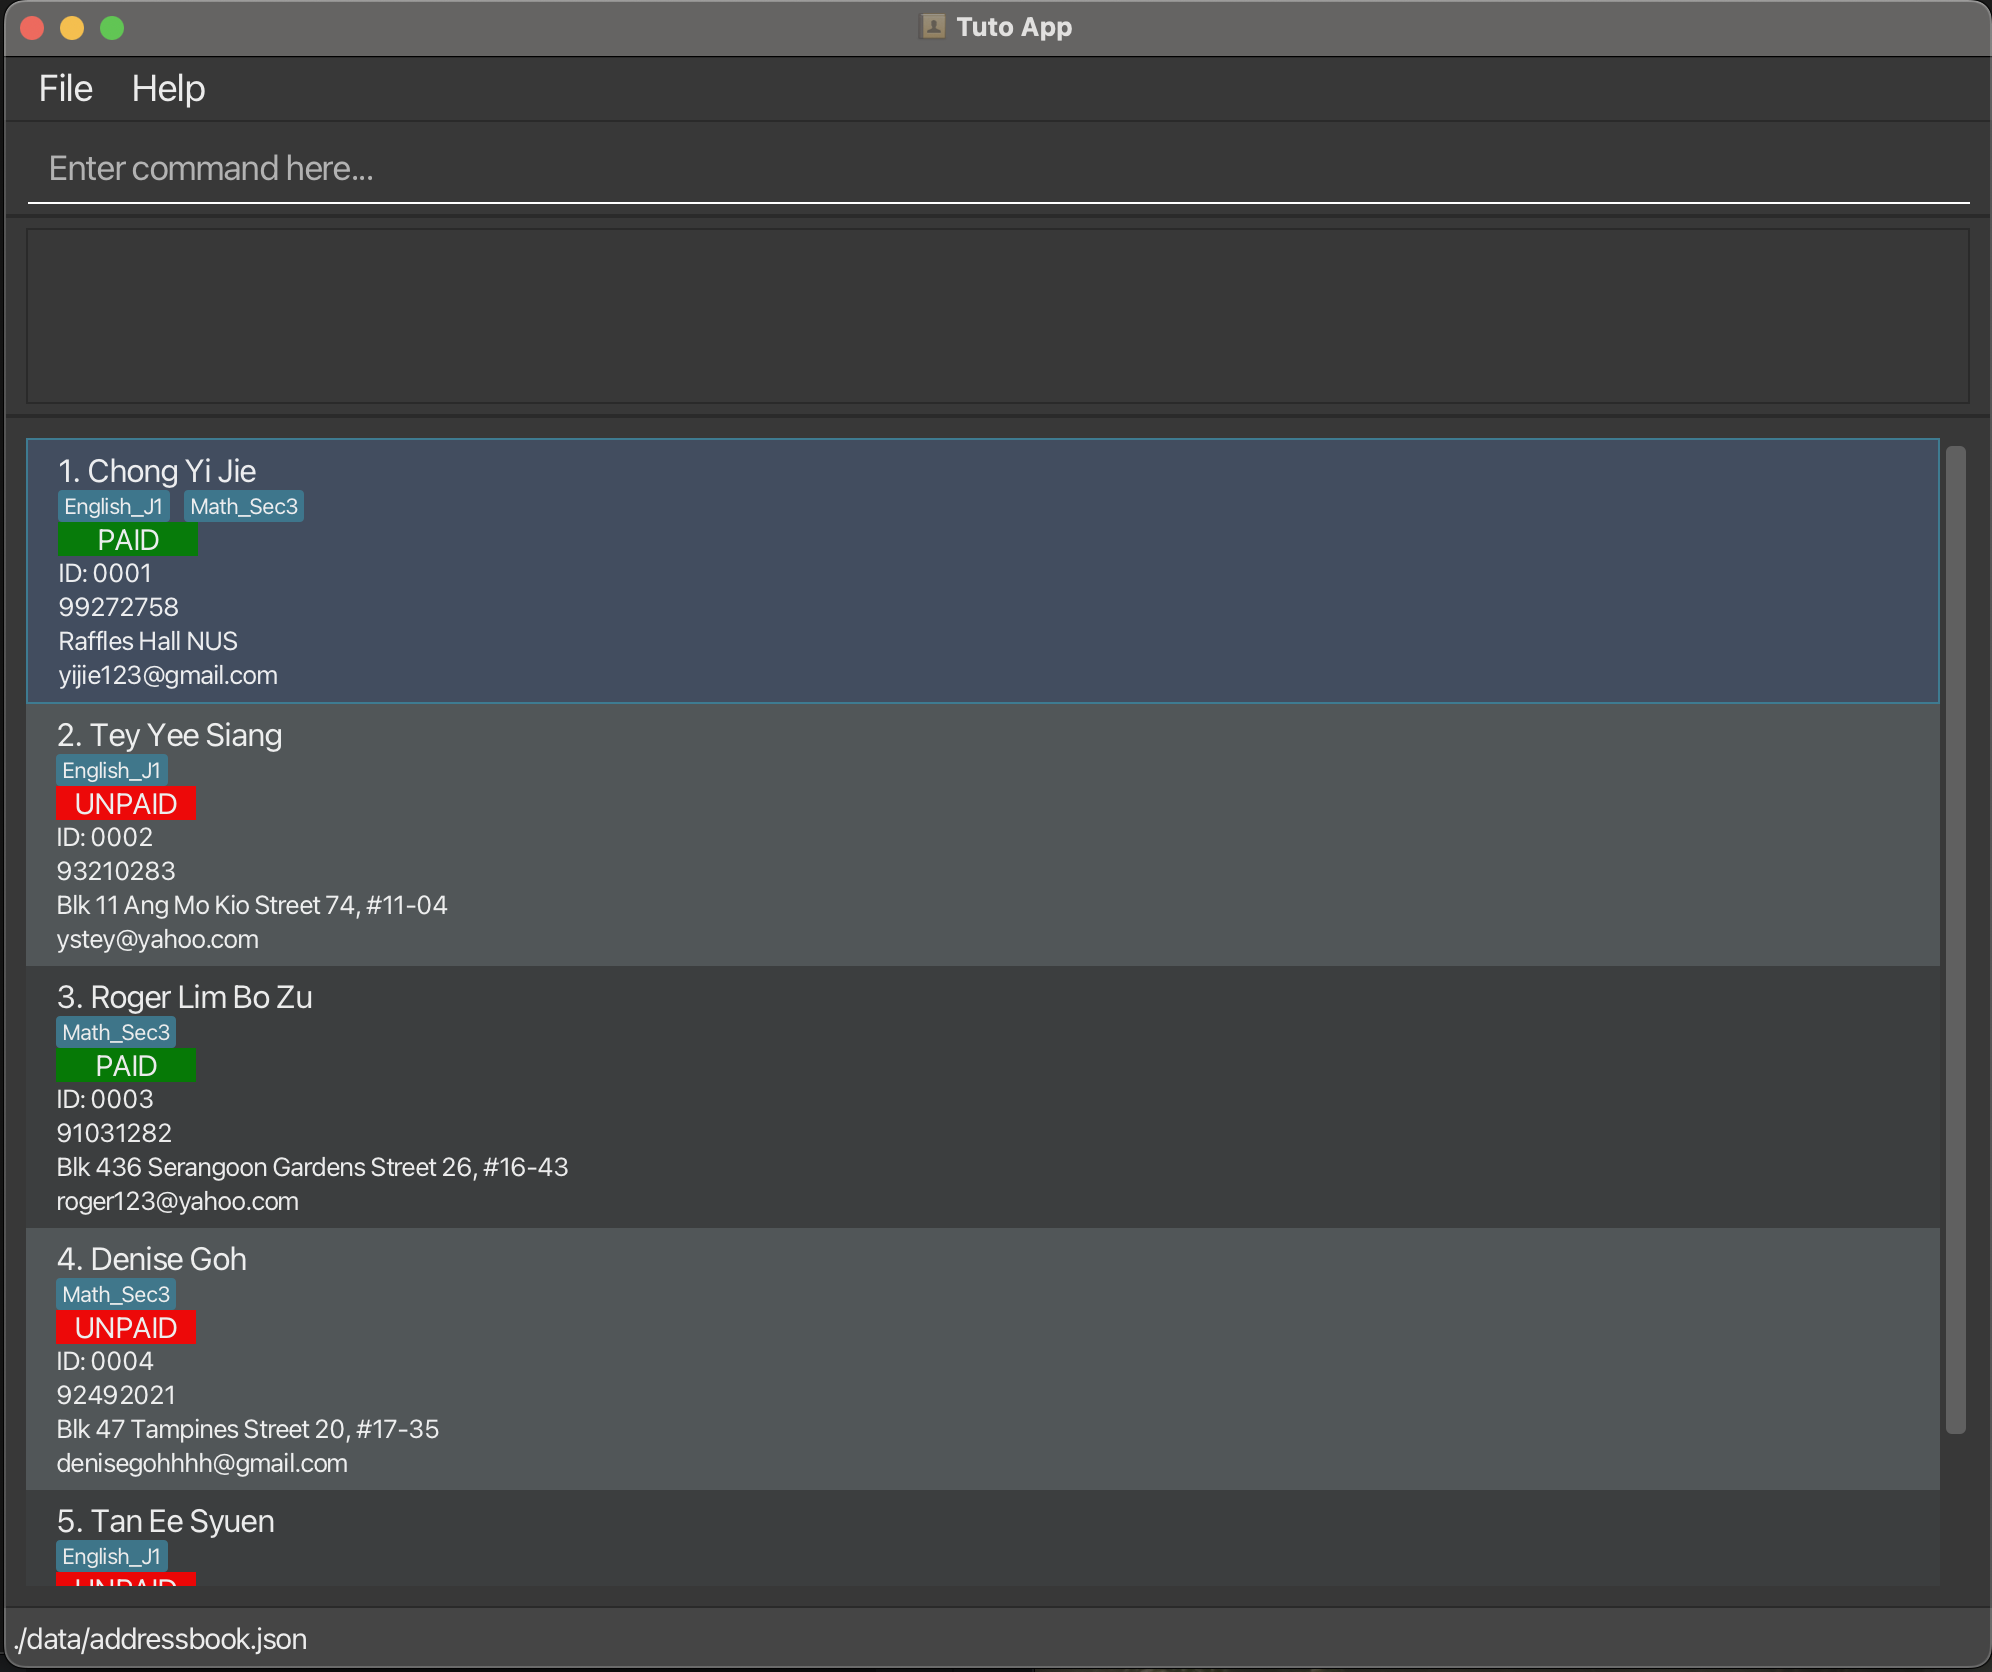 Tuto App
File Help
Enter command here...
1. Chong Yi Jie
English_J1 Math_Sec3
PAID
ID: 0001
99272758
Raffles Hall NUS
yijie123@gmail.com
2. Tey Yee Siang
English_J1
UNPAID
ID: 0002
93210283
Blk 11 Ang Mo Kio Street 74, #11-04
ystey@yahoo.com
3. Roger Lim Bo Zu
Math_Sec3
PAID
ID: 0003
91031282
Blk 436 Serangoon Gardens Street 26, #16-43
roger123@yahoo.com
4. Denise Goh
Math_Sec3
UNPAID
ID: 0004
92492021
Blk 47 Tampines Street 20, #17-35
denisegohhhh@gmail.com
5. Tan Ee Syuen
English_J1
UNPAID
./data/addressbook.json